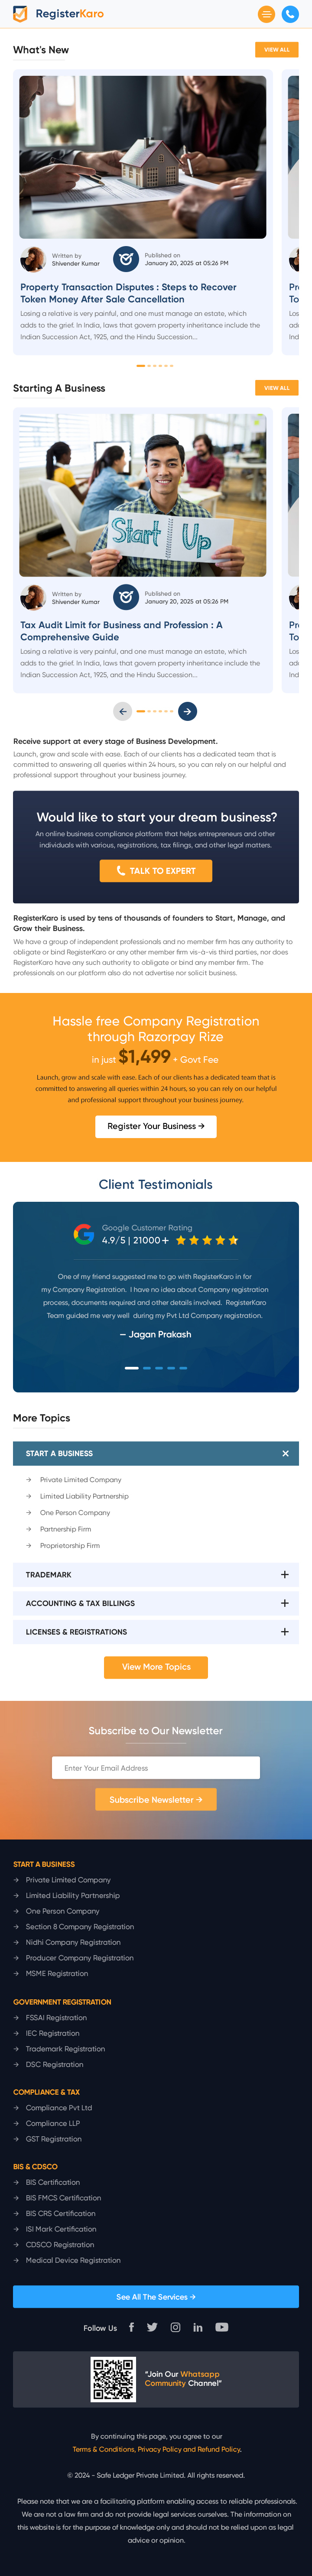 RegisterKaro
What's New
VIEW ALL
Written by
Shivender Kumar
Published on
January 20, 2025 at 05:26 PM
Property Transaction Disputes : Steps to Recover
Token Money After Sale Cancellation
Losing a relative is very painful, and one must manage an estate, which
adds to the grief. In India, laws that govern property inheritance include the
Indian Succession Act, 1925, and the Hindu Succession...
Starting A Business
VIEW ALL
Start Up
Written by
Shivender Kumar
Published on
January 20, 2025 at 05:26 PM
Tax Audit Limit for Business and Profession : A
Comprehensive Guide
Losing a relative is very painful, and one must manage an estate, which
adds to the grief. In India, laws that govern property inheritance include the
Indian Succession Act, 1925, and the Hindu Succession...
Receive support at every stage of Business Development.
Launch, grow and scale with ease. Each of our clients has a dedicated team that is
committed to answering all queries within 24 hours, so you can rely on our helpful and
professional support throughout your business journey.
Would like to start your dream business?
An online business compliance platform that helps entrepreneurs and other
individuals with various, registrations, tax filings, and other legal matters.
TALK TO EXPERT
RegisterKaro is used by tens of thousands of founders to Start, Manage, and
Grow their Business.
We have a group of independent professionals and no member firm has any authority to
obligate or bind RegisterKaro or any other member firm vis-à-vis third parties, nor does
RegisterKaro have any such authority to obligate or bind any member firm. The
professionals on our platform also do not advertise nor solicit business.
Hassle free Company Registration
through Razorpay Rize
in just $1,499 + Govt Fee
Launch, grow and scale with ease. Each of our clients has a dedicated team that is
committed to answering all queries within 24 hours, so you can rely on our helpful
and professional support throughout your business journey.
Register Your Business →
Client Testimonials
Google Customer Rating
4.9/5 | 21000+
One of my friend suggested me to go with RegisterKaro in for
my Company Registration. I have no idea about Company registration
process, documents required and other details involved. RegisterKaro
Team guided me very well during my Pvt Ltd Company registration.
– Jagan Prakash
More Topics
START A BUSINESS
→ Private Limited Company
→ Limited Liability Partnership
→ One Person Company
→ Partnership Firm
→ Proprietorship Firm
TRADEMARK
ACCOUNTING & TAX BILLINGS
LICENSES & REGISTRATIONS
View More Topics
Subscribe to Our Newsletter
Enter Your Email Address
Subscribe Newsletter →
START A BUSINESS
→ Private Limited Company
→ Limited Liability Partnership
→ One Person Company
→ Section 8 Company Registration
→ Nidhi Company Registration
→ Producer Company Registration
→ MSME Registration
GOVERNMENT REGISTRATION
→ FSSAI Registration
→ IEC Registration
→ Trademark Registration
→ DSC Registration
COMPLIANCE & TAX
→ Compliance Pvt Ltd
→ Compliance LLP
→ GST Registration
BIS & CDSCO
→ BIS Certification
→ BIS FMCS Certification
→ BIS CRS Certification
→ ISI Mark Certification
→ CDSCO Registration
→ Medical Device Registration
See All The Services →
Follow Us
"Join Our Whatsapp
Community Channel"
By continuing this page, you agree to our
Terms & Conditions, Privacy Policy and Refund Policy.
© 2024 - Safe Ledger Private Limited. All rights reserved.
Please note that we are a facilitating platform enabling access to reliable professionals.
We are not a law firm and do not provide legal services ourselves. The information on
this website is for the purpose of knowledge only and should not be relied upon as legal
advice or opinion.